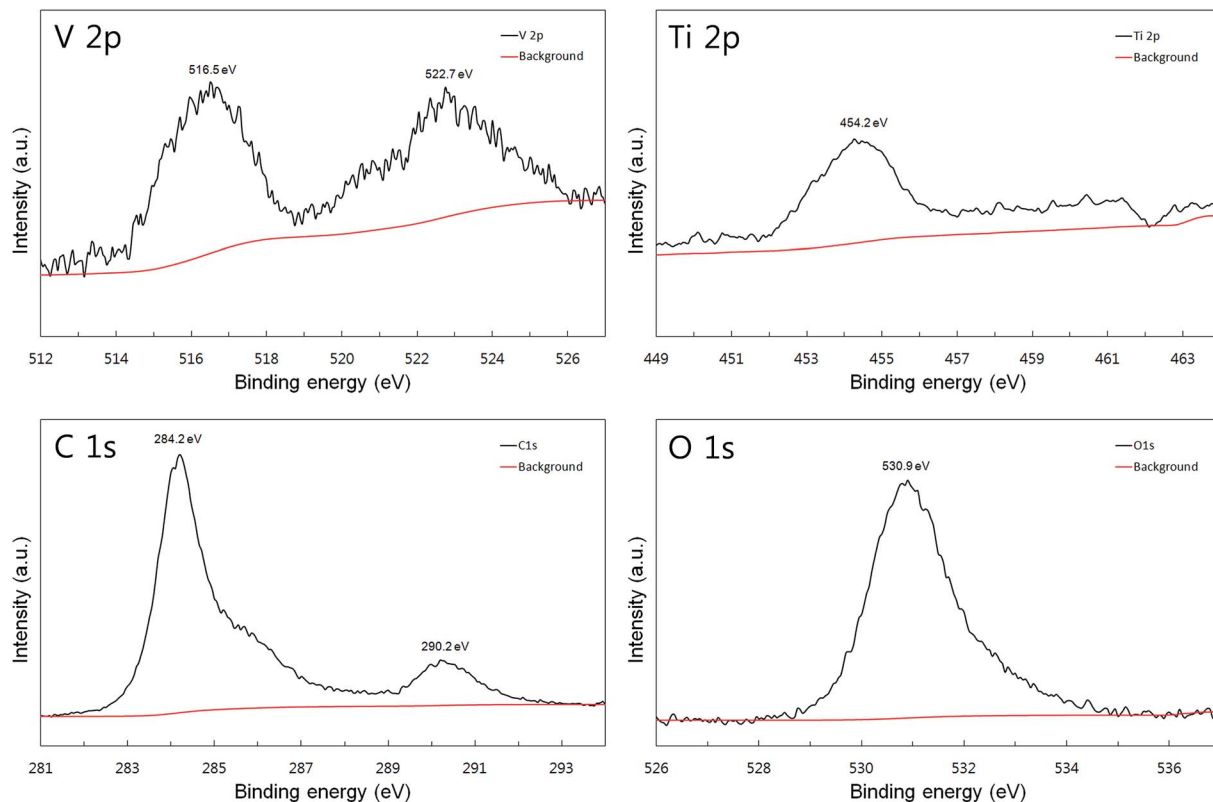 V 2p
V 2p
Background
516.5 eV
522.7 eV
Intensity (a.u.)
512 514 516 518 520 522 524 526
Binding energy (eV)
Ti 2p
Ti 2p
Background
454.2 eV
Intensity (a.u.)
449 451 453 455 457 459 461 463
Binding energy (eV)
C 1s
C1s
Background
284.2 eV
290.2 eV
Intensity (a.u.)
281 283 285 287 289 291 293
Binding energy (eV)
O 1s
O1s
Background
530.9 eV
Intensity (a.u.)
526 528 530 532 534 536
Binding energy (eV)